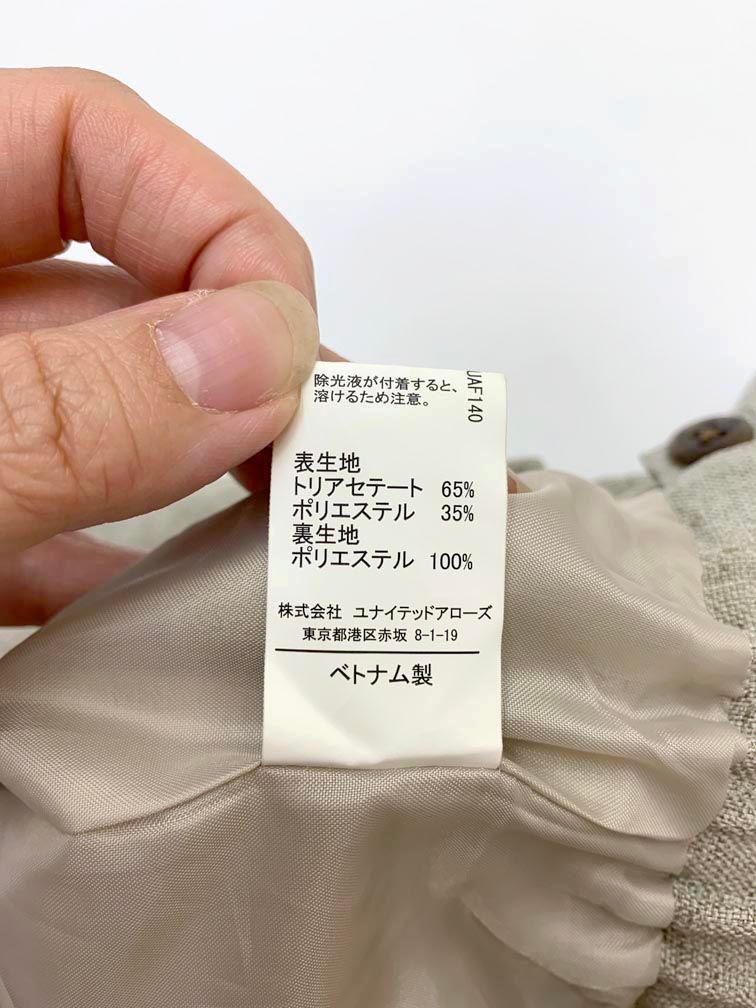 除光液が付着すると、
溶けるため注意。
UAF140
表生地
トリアセテート 65%
ポリエステル 35%
裏生地
ポリエステル 100%
株式会社 ユナイテッドアローズ
東京都港区赤坂 8-1-19
ベトナム製